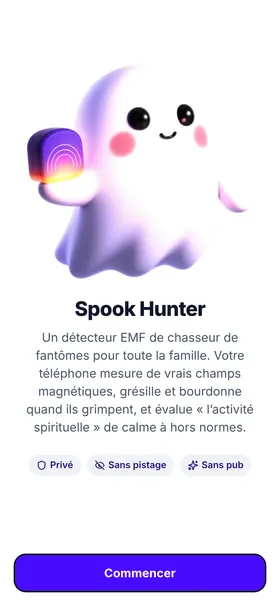 Spook Hunter
Un détecteur EMF de chasseur de
fantômes pour toute la famille. Votre
téléphone mesure de vrais champs
magnétiques, grésille et bourdonne
quand ils grimpent, et évalue « l’activité
spirituelle » de calme à hors normes.
Privé
Sans pistage
Sans pub
Commencer